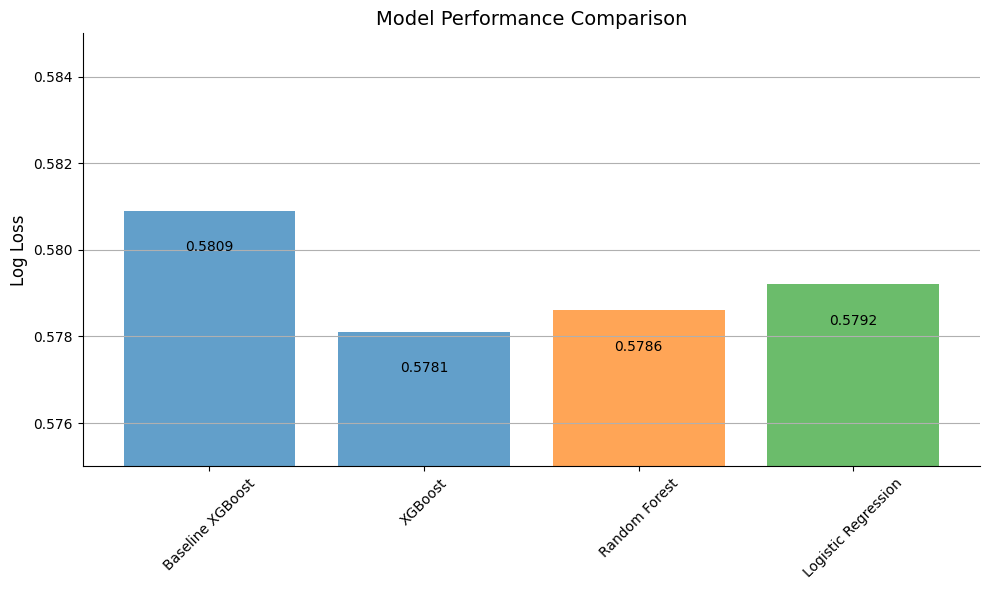 Model Performance Comparison
Log Loss
0.584
0.582
0.580
0.578
0.576
0.5809
0.5781
0.5786
0.5792
Baseline XGBoost
XGBoost
Random Forest
Logistic Regression